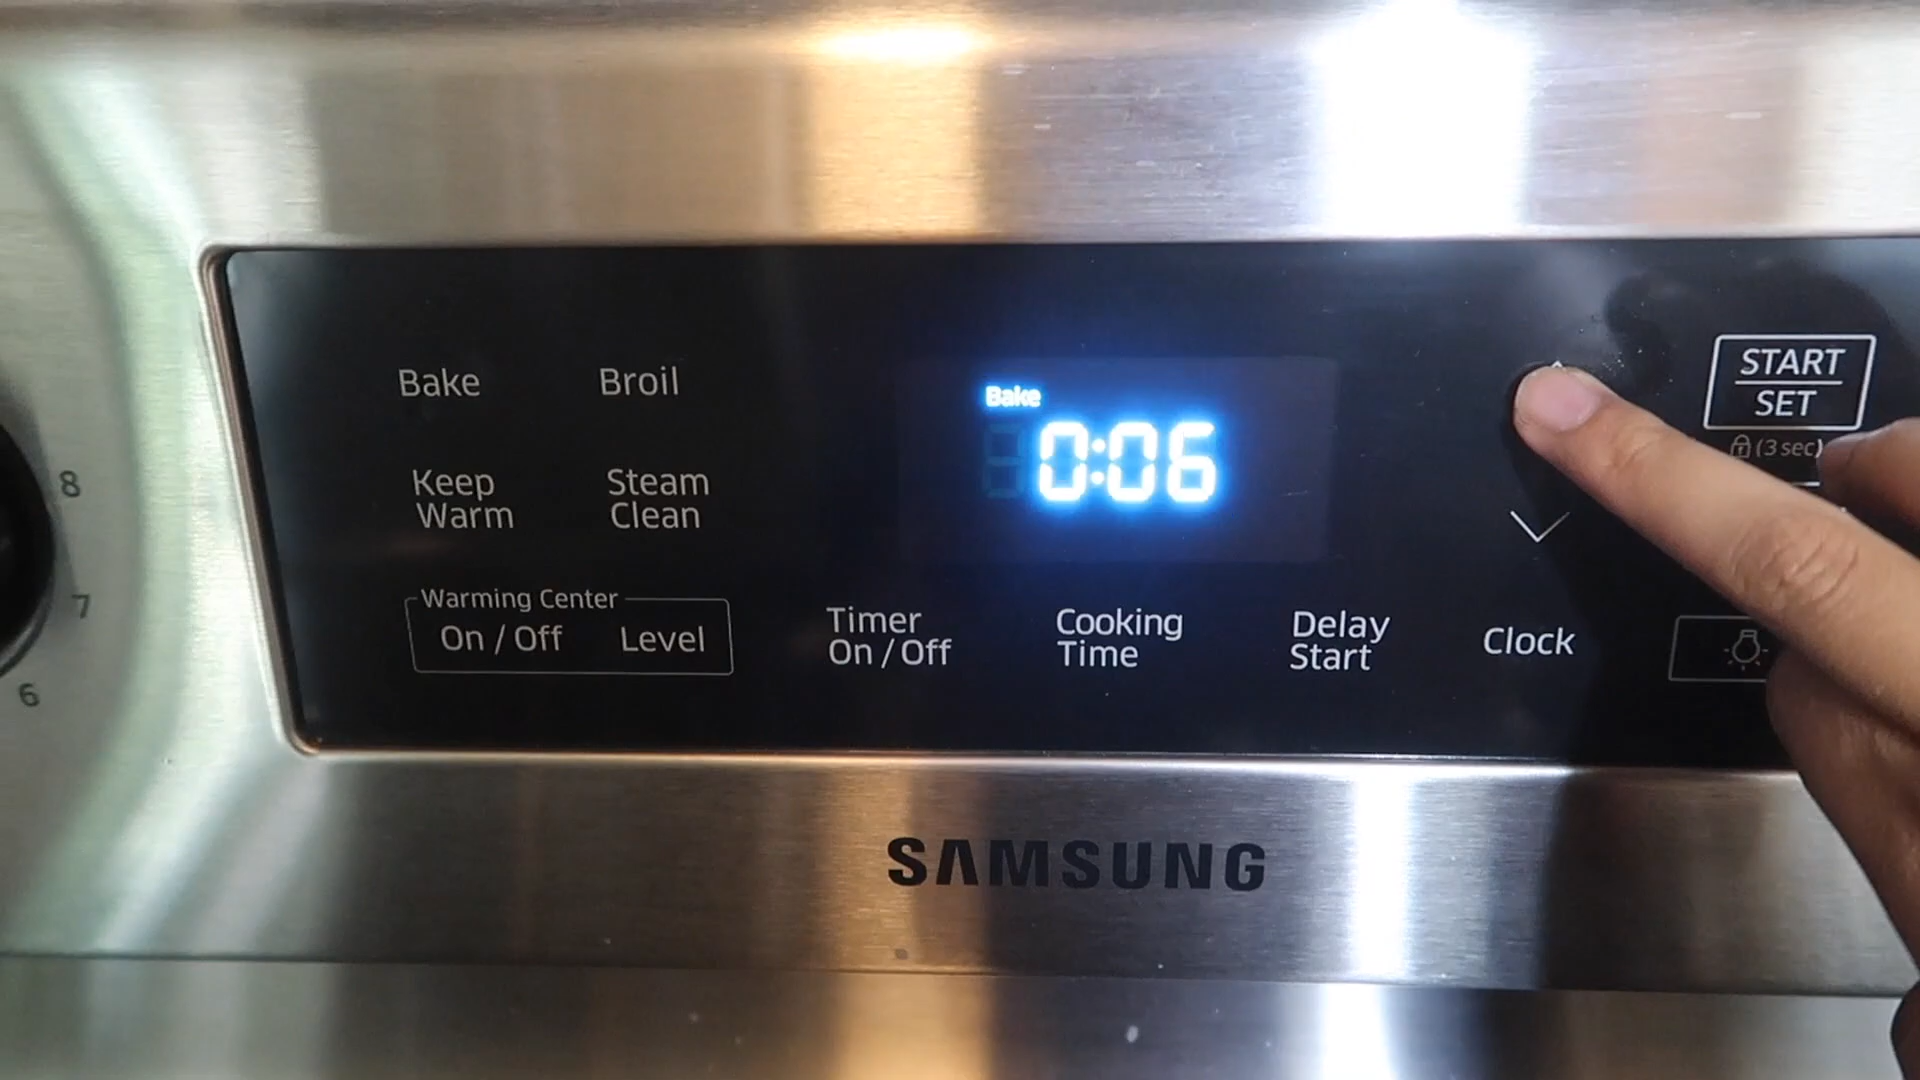 Bake
Broil
Bake
0:06
START
SET
(3 sec)
Keep
Warm
Steam
Clean
8
7
6
Warming Center
On / Off
Level
Timer
On / Off
Cooking
Time
Delay
Start
Clock
SAMSUNG